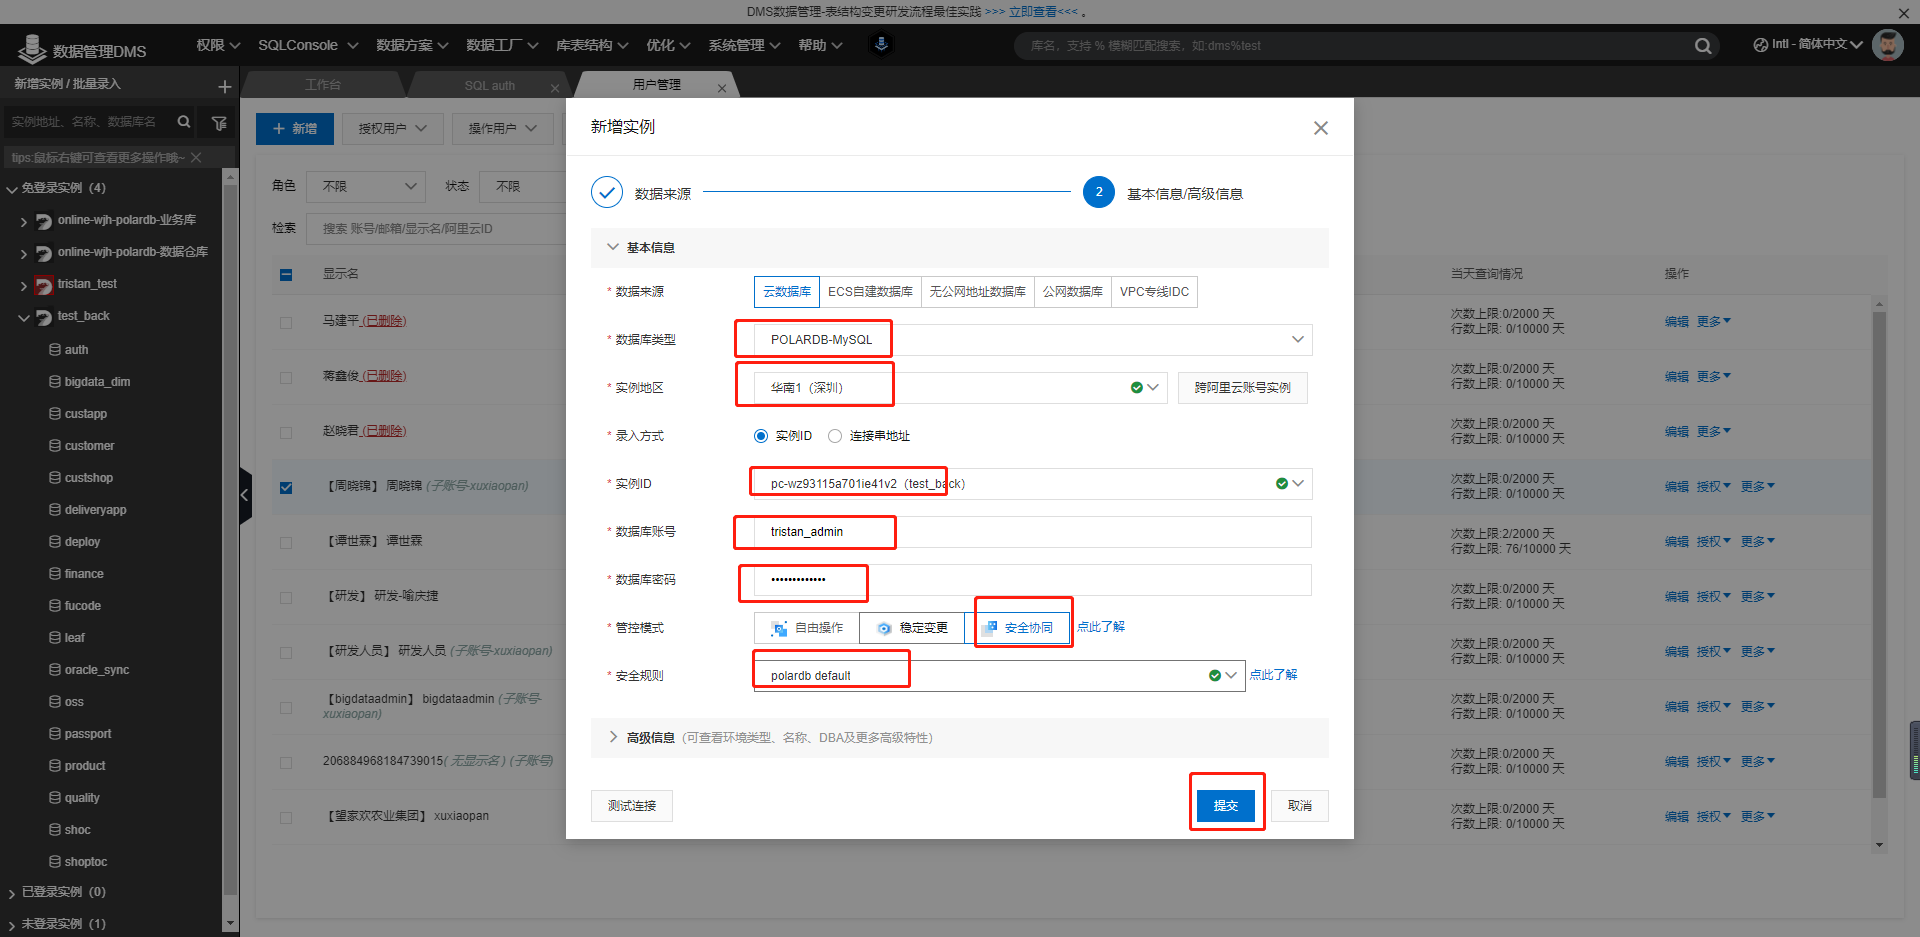 DMS数据管理-表结构变更研发流程最佳实践 >>> 立即查看<<< 。
数据管理DMS
权限
SQLConsole
数据方案
数据工厂
库表结构
优化
系统管理
帮助
库名，支持 % 模糊匹配搜索，如:dms%test
Intl - 简体中文
新增实例 / 批量录入
工作台
SQL auth
用户管理
实例地址、名称、数据库名
tips:鼠标右键可查看更多操作哦~
免登录实例（4）
online-wjh-polardb-业务库
online-wjh-polardb-数据仓库
tristan_test
test_back
auth
bigdata_dim
custapp
customer
custshop
datawarehouse
deliveryapp
deploy
finance
fucode
leaf
oracle_sync
oss
passport
product
quality
shoc
shoptoc
已登录实例（0）
未登录实例（1）
新增
授权用户
操作用户
角色
不限
状态
不限
检索
搜索 账号/邮箱/显示名/阿里云ID
显示名
当天查询情况
操作
马建平 (已删除)
次数上限:0/2000 天
行数上限: 0/10000 天
编辑 更多
蒋鑫俊 (已删除)
次数上限:0/2000 天
行数上限: 0/10000 天
编辑 更多
赵晓君 (已删除)
次数上限:0/2000 天
行数上限: 0/10000 天
编辑 更多
【周晓锦】 周晓锦 (子账号-xuxiaopan)
次数上限:0/2000 天
行数上限: 0/10000 天
编辑 授权 更多
【谭世霖】 谭世霖
次数上限:2/2000 天
行数上限: 76/10000 天
编辑 授权 更多
【研发】 研发-喻庆捷
次数上限:0/2000 天
行数上限: 0/10000 天
编辑 授权 更多
【研发人员】 研发人员 (子账号-xuxiaopan)
次数上限:0/2000 天
行数上限: 0/10000 天
编辑 授权 更多
【bigdataadmin】 bigdataadmin (子账号-
xuxiaopan)
次数上限:0/2000 天
行数上限: 0/10000 天
编辑 授权 更多
206884968184739015( 无显示名 ) (子账号)
次数上限:0/2000 天
行数上限: 0/10000 天
编辑 授权 更多
【望家欢农业集团】 xuxiaopan
次数上限:0/2000 天
行数上限: 0/10000 天
编辑 授权 更多
新增实例
数据来源
2
基本信息/高级信息
基本信息
* 数据来源
云数据库
ECS自建数据库
无公网地址数据库
公网数据库
VPC专线IDC
* 数据库类型
POLARDB-MySQL
* 实例地区
华南1（深圳）
跨阿里云账号实例
* 录入方式
实例ID
连接串地址
* 实例ID
pc-wz93115a701ie41v2（test_back）
* 数据库账号
tristan_admin
* 数据库密码
•••••••••••••
* 管控模式
自由操作
稳定变更
安全协同
点此了解
* 安全规则
polardb default
点此了解
高级信息（可查看环境类型、名称、DBA及更多高级特性）
测试连接
提交
取消